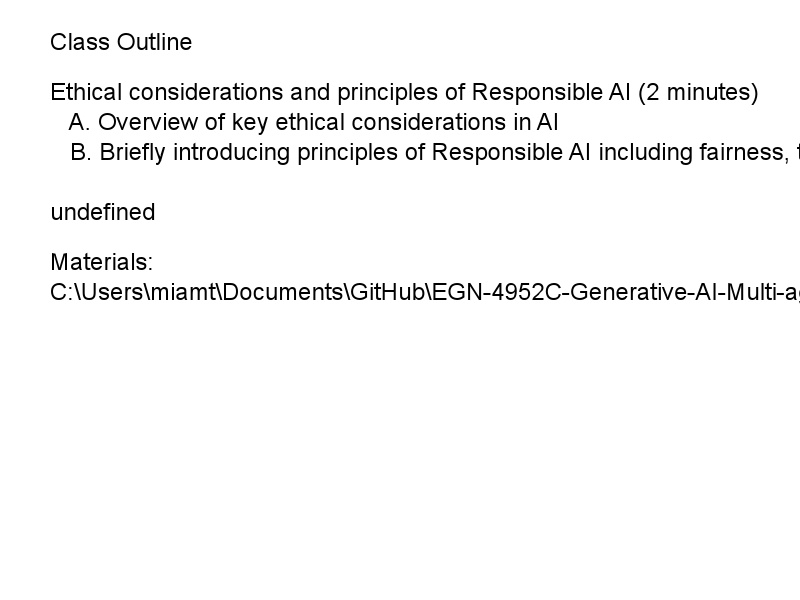 Class Outline
Ethical considerations and principles of Responsible AI (2 minutes)
A. Overview of key ethical considerations in AI
B. Briefly introducing principles of Responsible AI including fairness,
undefined
Materials:
C:\Users\miamt\Documents\GitHub\EGN-4952C-Generative-AI-Multi-a